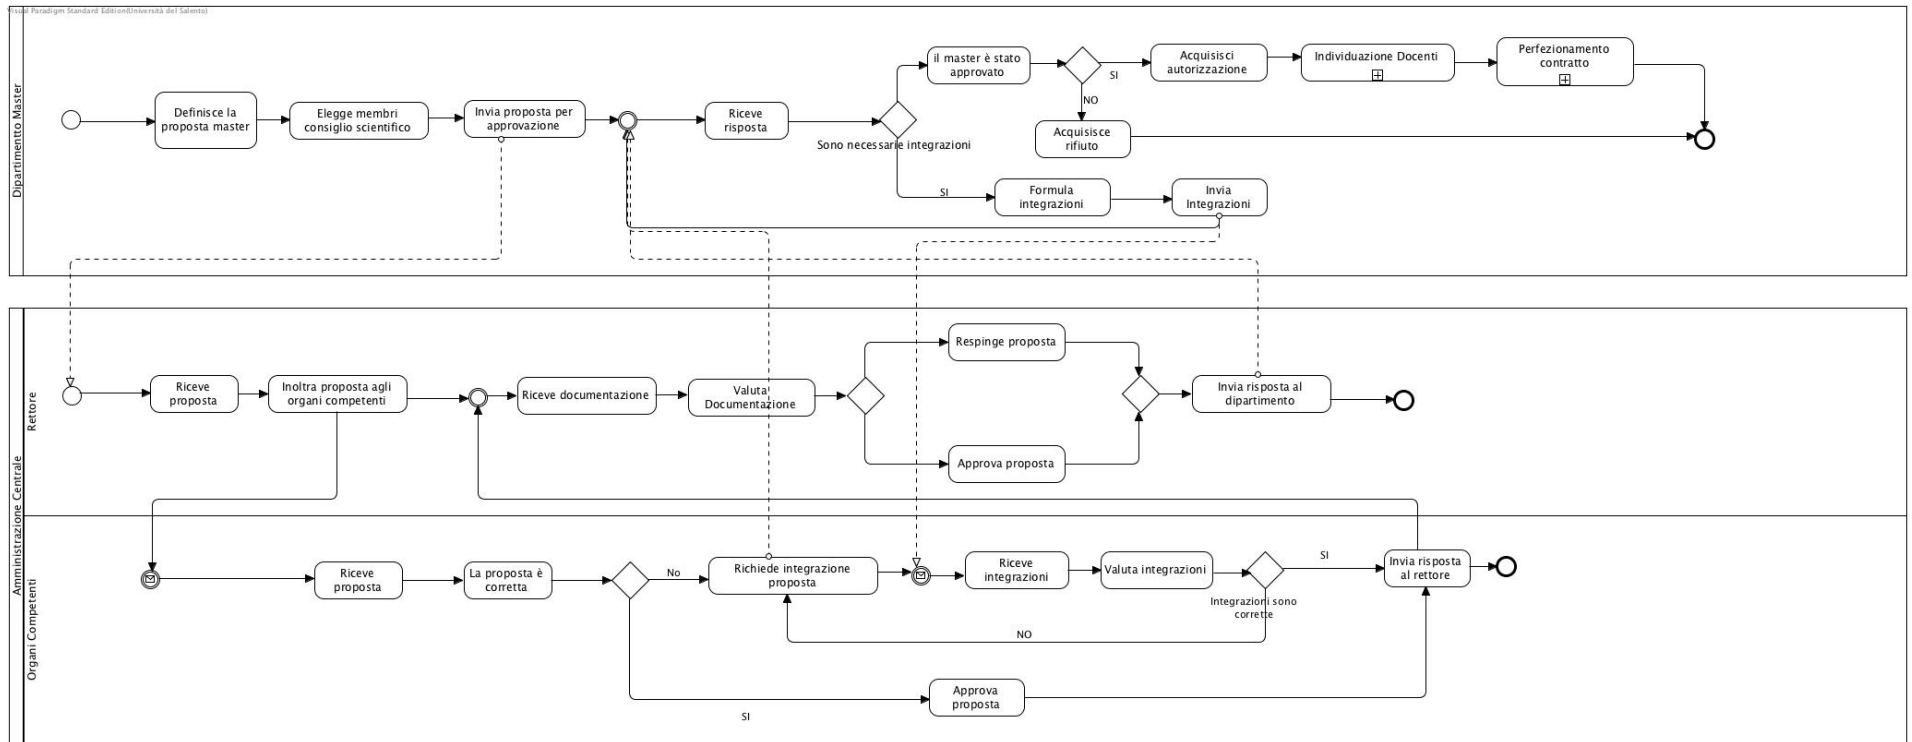 Visual Paradigm Standard Edition(Università del Salento)
Dipartimento Master
Definisce la
proposta master
Elegge membri
consiglio scientifico
Invia proposta per
approvazione
Riceve
risposta
Sono necessarie integrazioni
il master è stato
approvato
SI
NO
Acquisisci
autorizzazione
Individuazione Docenti
Perfezionamento
contratto
Acquisisce
rifiuto
SI
Formula
integrazioni
Invia
Integrazioni
Amministrazione Centrale
Rettore
Riceve
proposta
Inoltra proposta agli
organi competenti
Riceve documentazione
Valuta
Documentazione
Respinge proposta
Approva proposta
Invia risposta al
dipartimento
Organi Competenti
Riceve
proposta
La proposta è
corretta
No
Richiede integrazione
proposta
Riceve
integrazioni
Valuta integrazioni
Integrazioni sono
corrette
SI
Invia risposta
al rettore
NO
Approva
proposta
SI